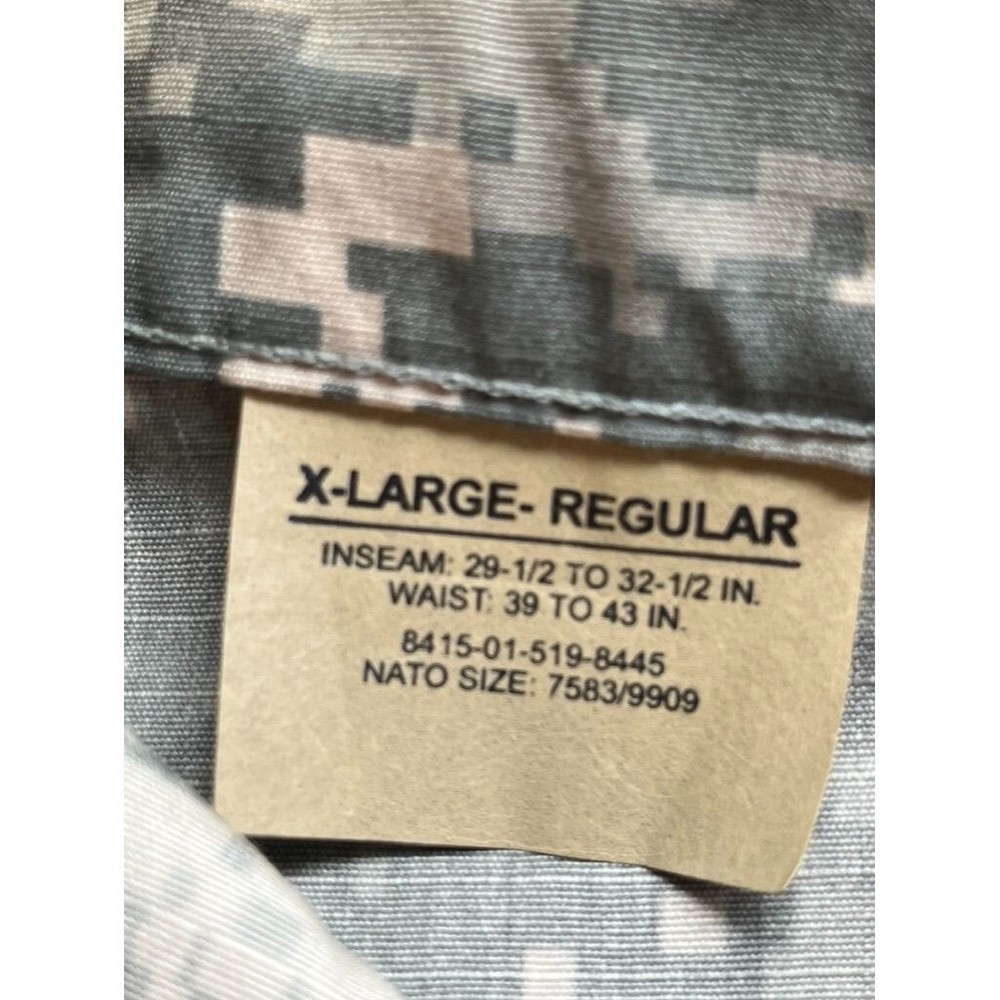 X-LARGE- REGULAR
INSEAM: 29-1/2 TO 32-1/2 IN.
WAIST: 39 TO 43 IN.
8415-01-519-8445
NATO SIZE: 7583/9909